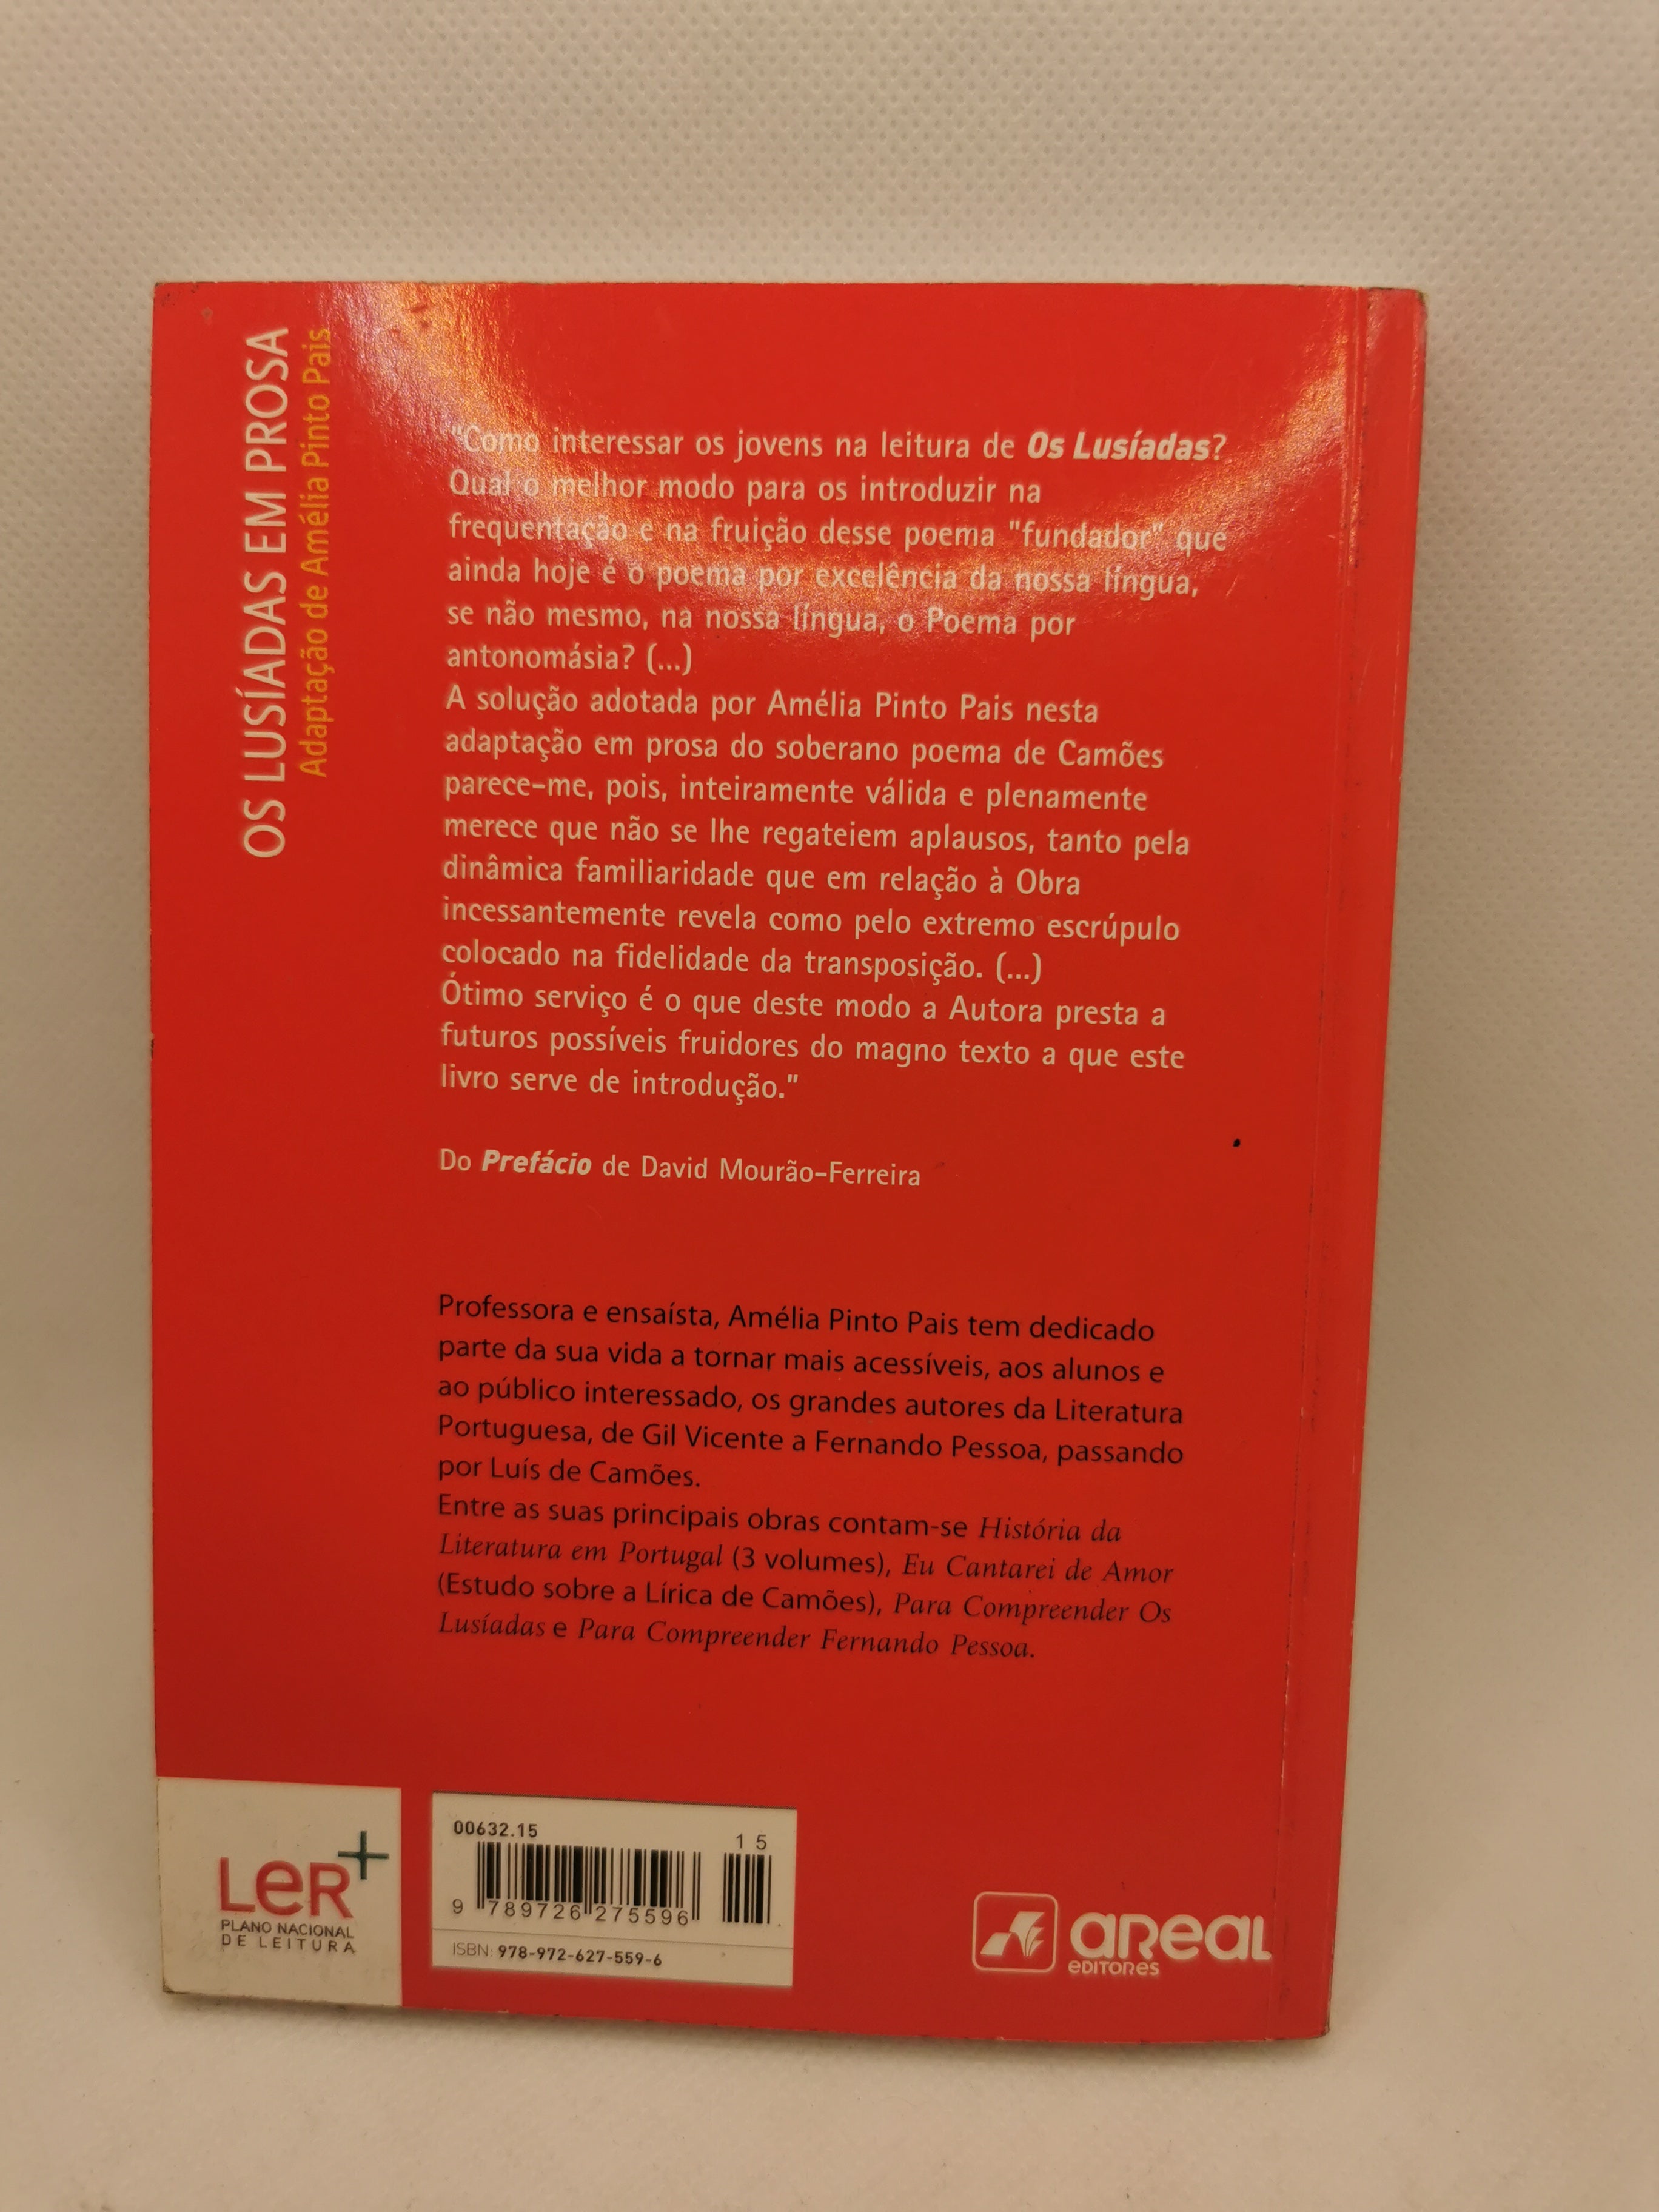 OS LUSÍADAS EM PROSA
Adaptação de Amélia Pinto Pais
"Como interessar os jovens na leitura de Os Lusíadas?
Qual o melhor modo para os introduzir na
frequentação e na fruição desse poema "fundador" que
ainda hoje é o poema por excelência da nossa língua,
se não mesmo, na nossa língua, o Poema por
antonomásia? (...)
A solução adotada por Amélia Pinto Pais nesta
adaptação em prosa do soberano poema de Camões
parece-me, pois, inteiramente válida e plenamente
merece que não se lhe regateiem aplausos, tanto pela
dinâmica familiaridade que em relação à Obra
incessantemente revela como pelo extremo escrúpulo
colocado na fidelidade da transposição. (...)
Ótimo serviço é o que deste modo a Autora presta a
futuros possíveis fruidores do magno texto a que este
livro serve de introdução."
Do Prefácio de David Mourão-Ferreira
Professora e ensaísta, Amélia Pinto Pais tem dedicado
parte da sua vida a tornar mais acessíveis, aos alunos e
ao público interessado, os grandes autores da Literatura
Portuguesa, de Gil Vicente a Fernando Pessoa, passando
por Luís de Camões.
Entre as suas principais obras contam-se História da
Literatura em Portugal (3 volumes), Eu Cantarei de Amor
(Estudo sobre a Lírica de Camões), Para Compreender Os
Lusíadas e Para Compreender Fernando Pessoa.
LeR+
PLANO NACIONAL
DE LEITURA
00632.15
15
9 789726 275596
ISBN: 978-972-627-559-6
aReaL
eDITORes